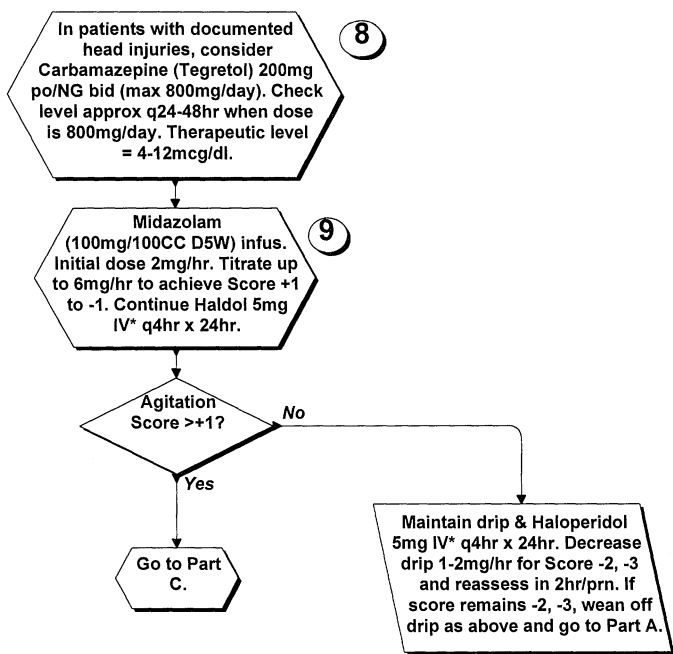 In patients with documented
head injuries, consider
Carbamazepine (Tegretol) 200mg
po/NG bid (max 800mg/day). Check
level approx q24-48hr when dose
is 800mg/day. Therapeutic level
= 4-12mcg/dl.
8
Midazolam
(100mg/100CC D5W) infus.
Initial dose 2mg/hr. Titrate up
to 6mg/hr to achieve Score +1
to -1. Continue Haldol 5mg
IV* q4hr x 24hr.
9
Agitation
Score >+1?
No
Yes
Go to Part
C.
Maintain drip & Haloperidol
5mg IV* q4hr x 24hr. Decrease
drip 1-2mg/hr for Score -2, -3
and reassess in 2hr/prn. If
score remains -2, -3, wean off
drip as above and go to Part A.